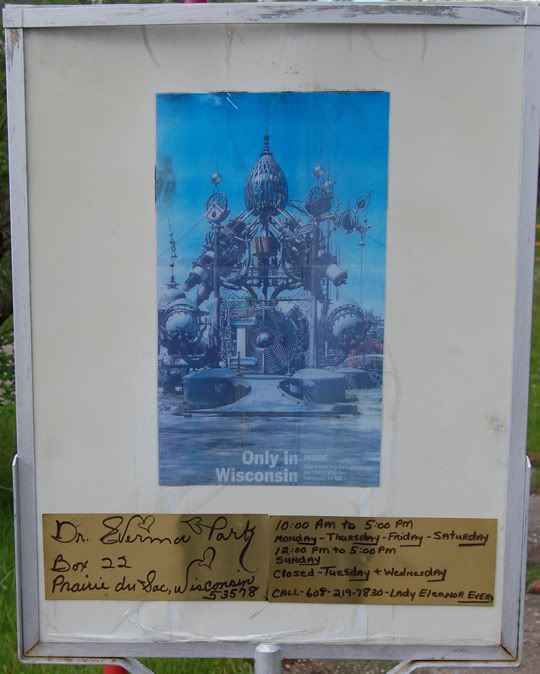 Only in
Wisconsin
INSIDE
Dr. Evermor Park
Box 22
Prairie du Sac, Wisconsin
53578
10:00 Am to 5:00 pm
MONday - Thursday - Friday - Saturday
12:00 Pm to 5:00 pm
SUNday
Closed - Tuesday + Wednesday
CALL - 608-219-7830 - Lady Eleanor Every